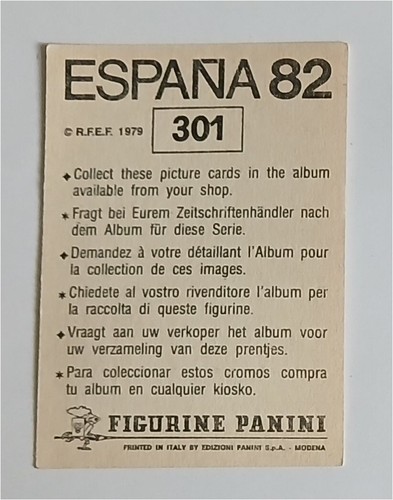 ESPAÑA 82
© R.F.E.F. 1979 301
✦Collect these picture cards in the album
available from your shop.
✶Fragt bei Eurem Zeitschriftenhändler nach
dem Album für diese Serie.
✦Demandez à votre détaillant l'Album pour
la collection de ces images.
✶Chiedete al vostro rivenditore l'album per
la raccolta di queste figurine.
✦Vraagt aan uw verkoper het album voor
uw verzameling van deze prentjes.
✶Para coleccionar estos cromos compra
tu album en cualquier kiosko.
FIGURINE PANINI
PRINTED IN ITALY BY EDIZIONI PANINI S.p.A. - MODENA